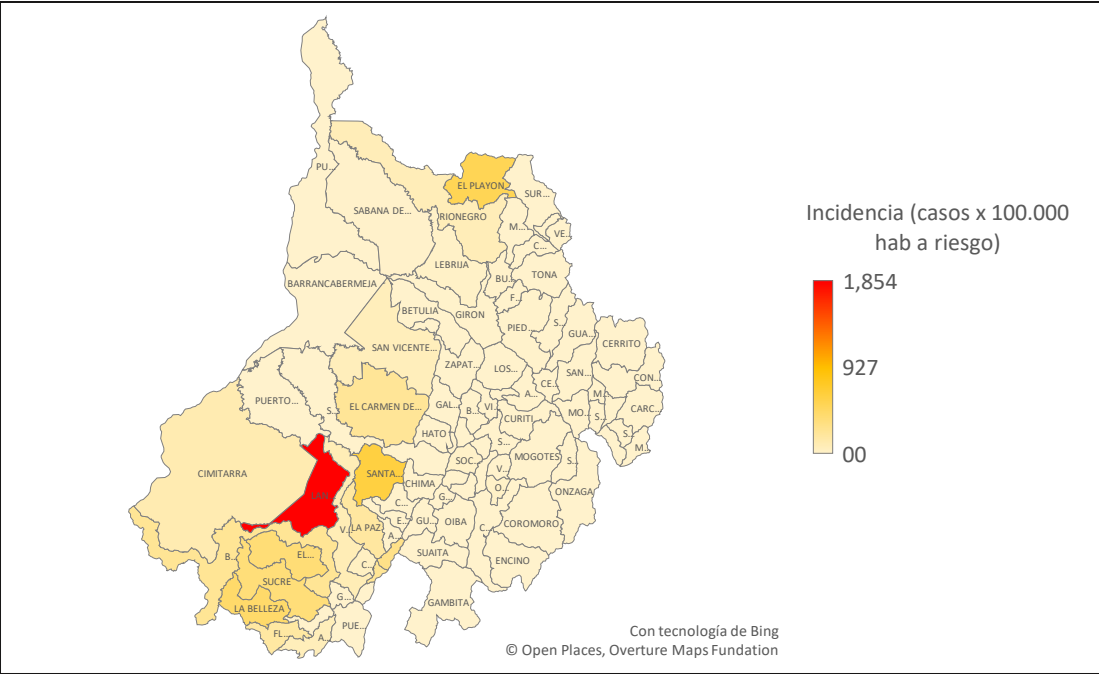 PU...
EL PLAYON
SUR...
SABANA DE...
RIONEGRO
M...
VE...
C...
LEBRIJA
BU...
TONA
BARRANCABERMEJA
F...
BETULIA
GIRON
PIED...
S...
GUA...
SAN VICENTE...
CERRITO
ZAPAT...
LOS...
SAN...
CON...
CE...
A...
M...
PUERTO...
S...
EL CARMEN DE...
GAL...
B...
VI...
CURITI
MO...
S...
CARC...
HATO
S...
S...
M...
MOGOTES
SOC...
CIMITARRA
SANTA...
CHIMA
V...
S...
LAN...
G...
O...
ONZAGA
C...
V...
LA PAZ
E...
GU...
OIBA
C...
COROMORO
A...
B...
EL...
C...
SUAITA
ENCINO
SUCRE
G...
LA BELLEZA
GAMBITA
FL...
A...
PUE...
Incidencia (casos x 100.000
hab a riesgo)
1,854
927
00
Con tecnología de Bing
© Open Places, Overture Maps Foundation